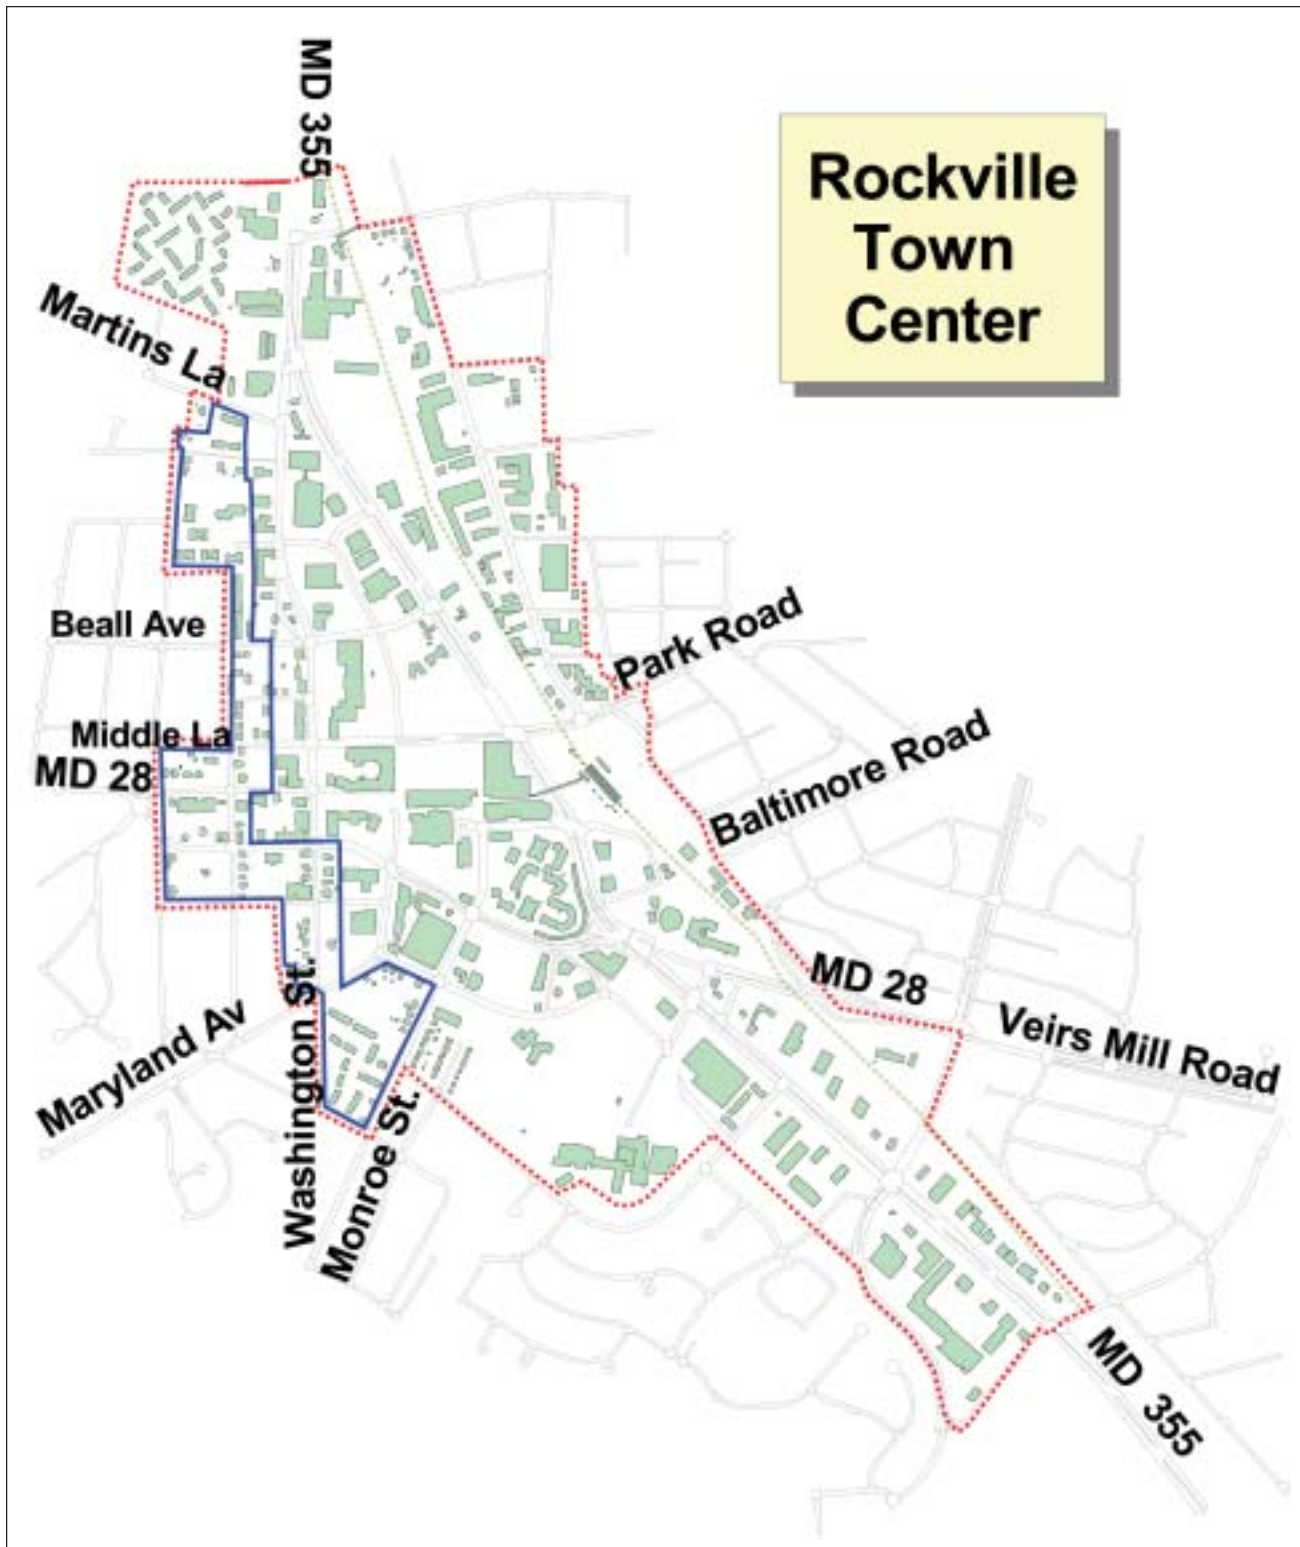 MD 355
Rockville
Town
Center
Martins La
Beall Ave
Park Road
Middle La
MD 28
Baltimore Road
MD 28
Veirs Mill Road
Maryland Av
Washington St.
Monroe St.
MD 355